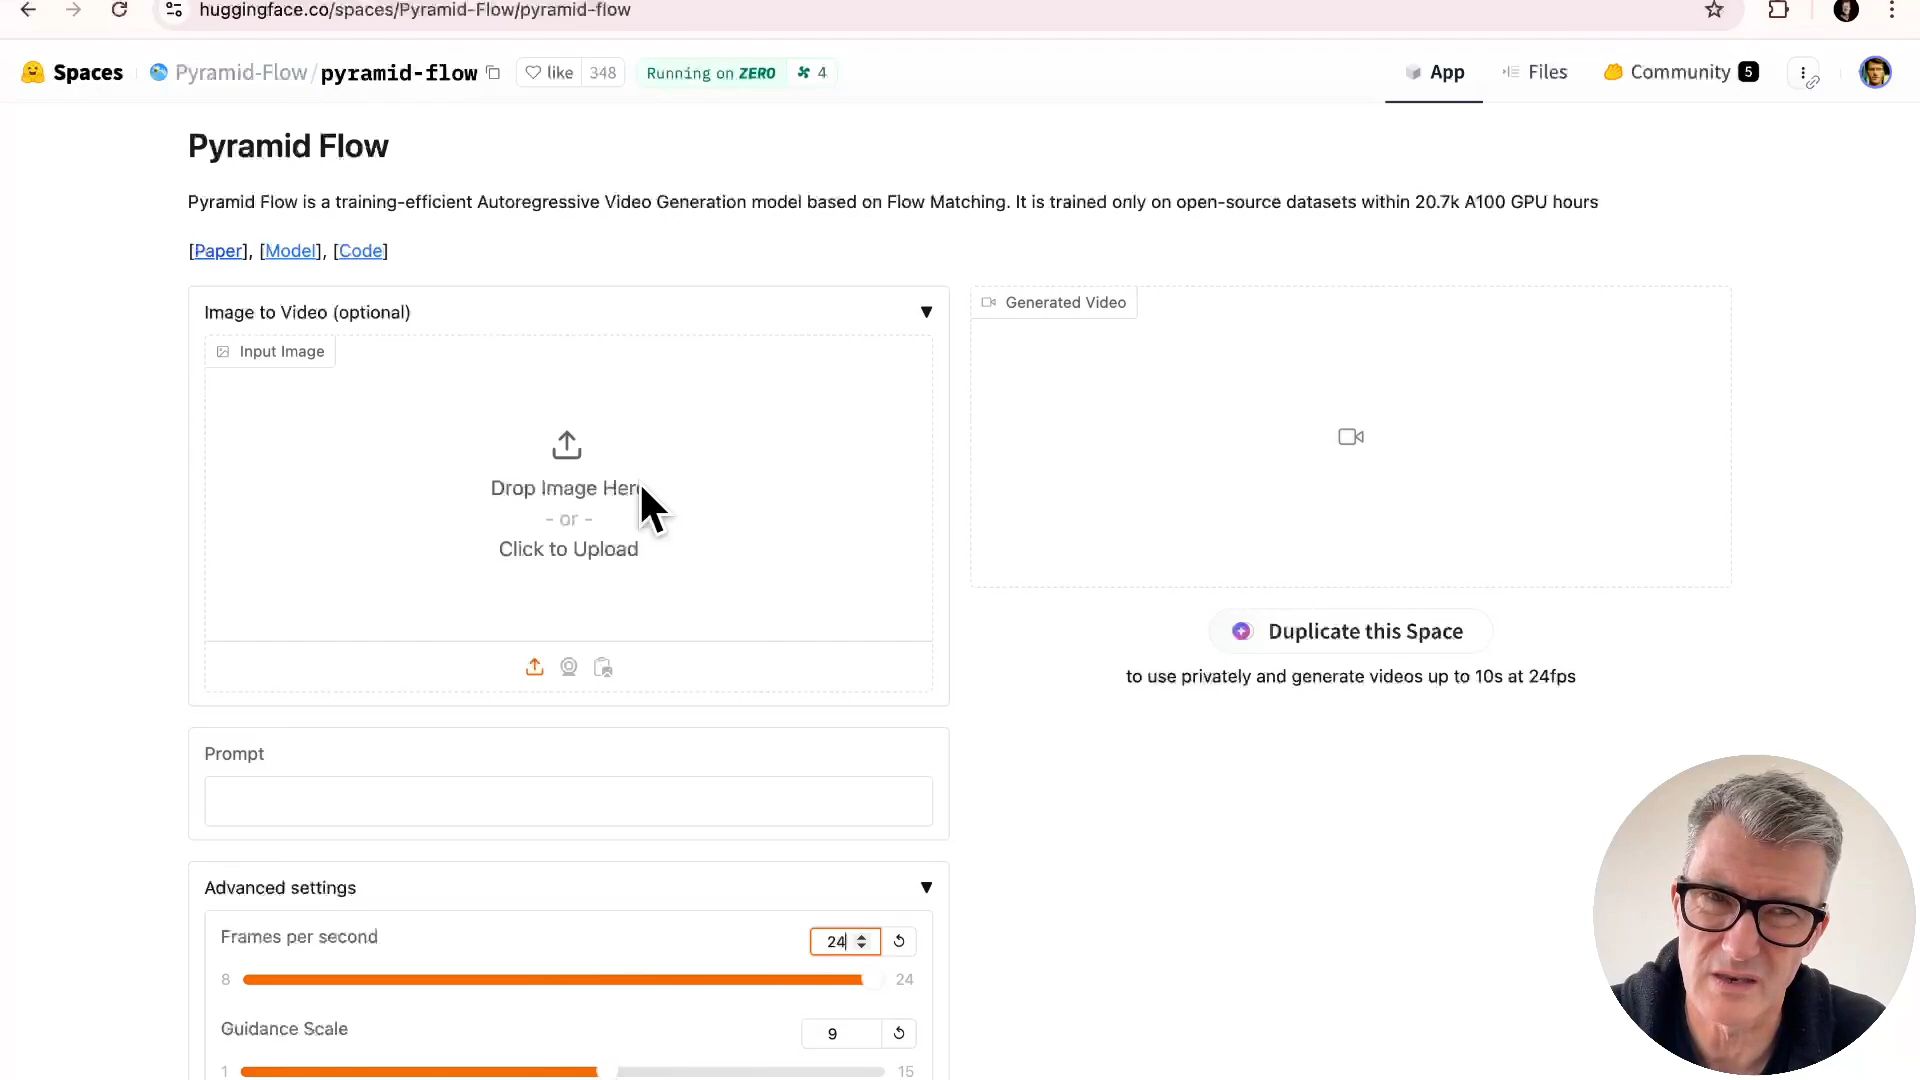 huggingface.co/spaces/Pyramid-Flow/pyramid-flow
Spaces
Pyramid-Flow/pyramid-flow
like 348
Running on ZERO 4
App
Files
Community 5
Pyramid Flow
Pyramid Flow is a training-efficient Autoregressive Video Generation model based on Flow Matching. It is trained only on open-source datasets within 20.7k A100 GPU hours
[Paper], [Model], [Code]
Image to Video (optional)
Input Image
Drop Image Here
- or -
Click to Upload
Generated Video
Duplicate this Space
to use privately and generate videos up to 10s at 24fps
Prompt
Advanced settings
Frames per second
24
8
24
Guidance Scale
9
1
15